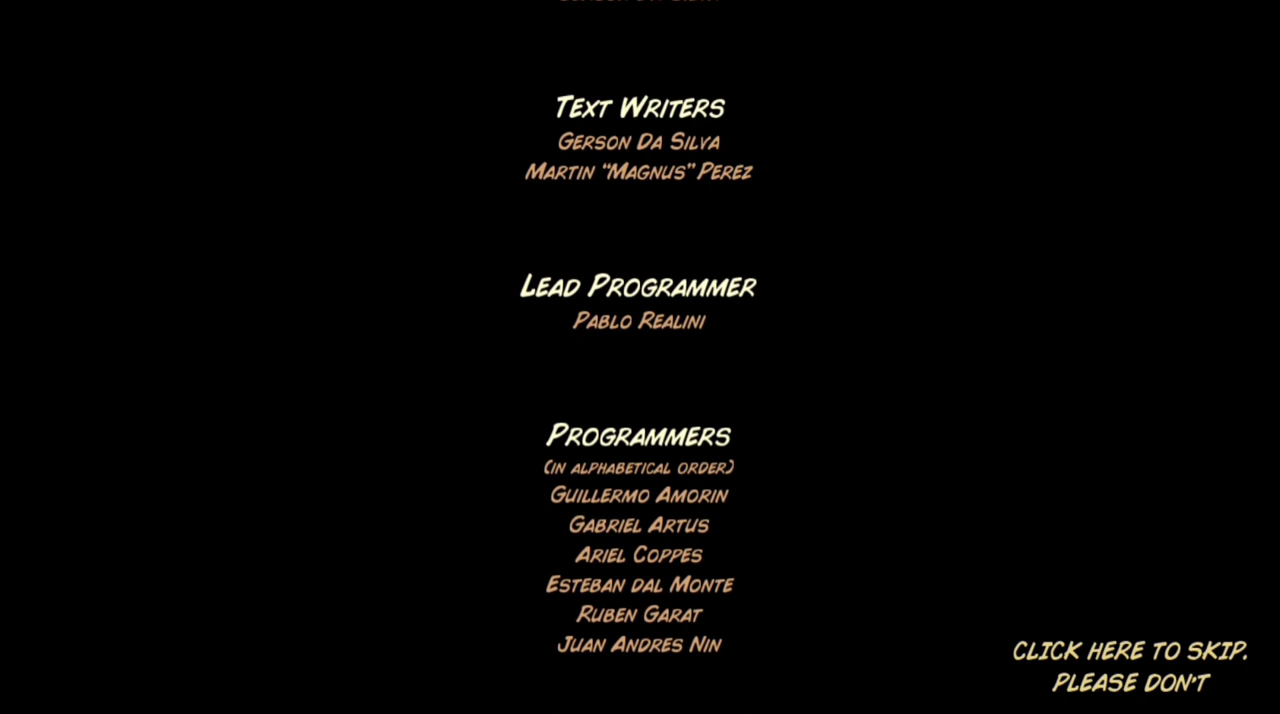 TEXT WRITERS
GERSON DA SILVA
MARTIN "MAGNUS" PEREZ
LEAD PROGRAMMER
PABLO REALINI
PROGRAMMERS
(IN ALPHABETICAL ORDER)
GUILLERMO AMORIN
GABRIEL ARTUS
ARIEL COPPES
ESTEBAN DAL MONTE
RUBEN GARAT
JUAN ANDRES NIN
CLICK HERE TO SKIP.
PLEASE DON'T